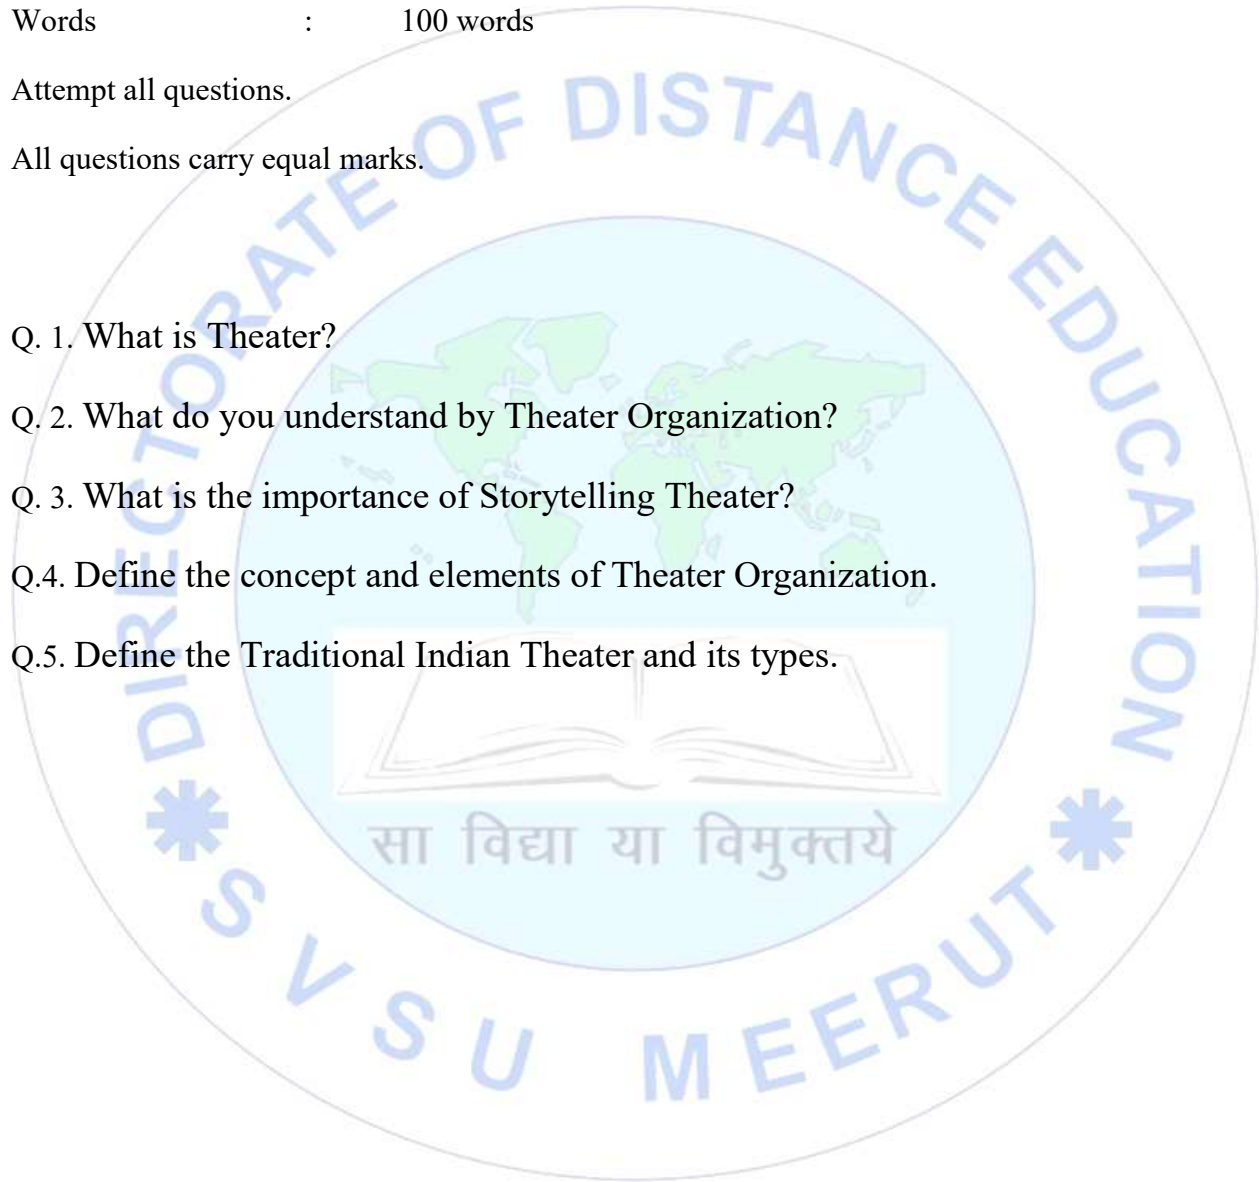 Words : 100 words
Attempt all questions.
All questions carry equal marks.
Q. 1. What is Theater?
Q. 2. What do you understand by Theater Organization?
Q. 3. What is the importance of Storytelling Theater?
Q.4. Define the concept and elements of Theater Organization.
Q.5. Define the Traditional Indian Theater and its types.
DIRECTORATE OF DISTANCE EDUCATION
सा विद्या या विमुक्तये
S V S U MEERUT